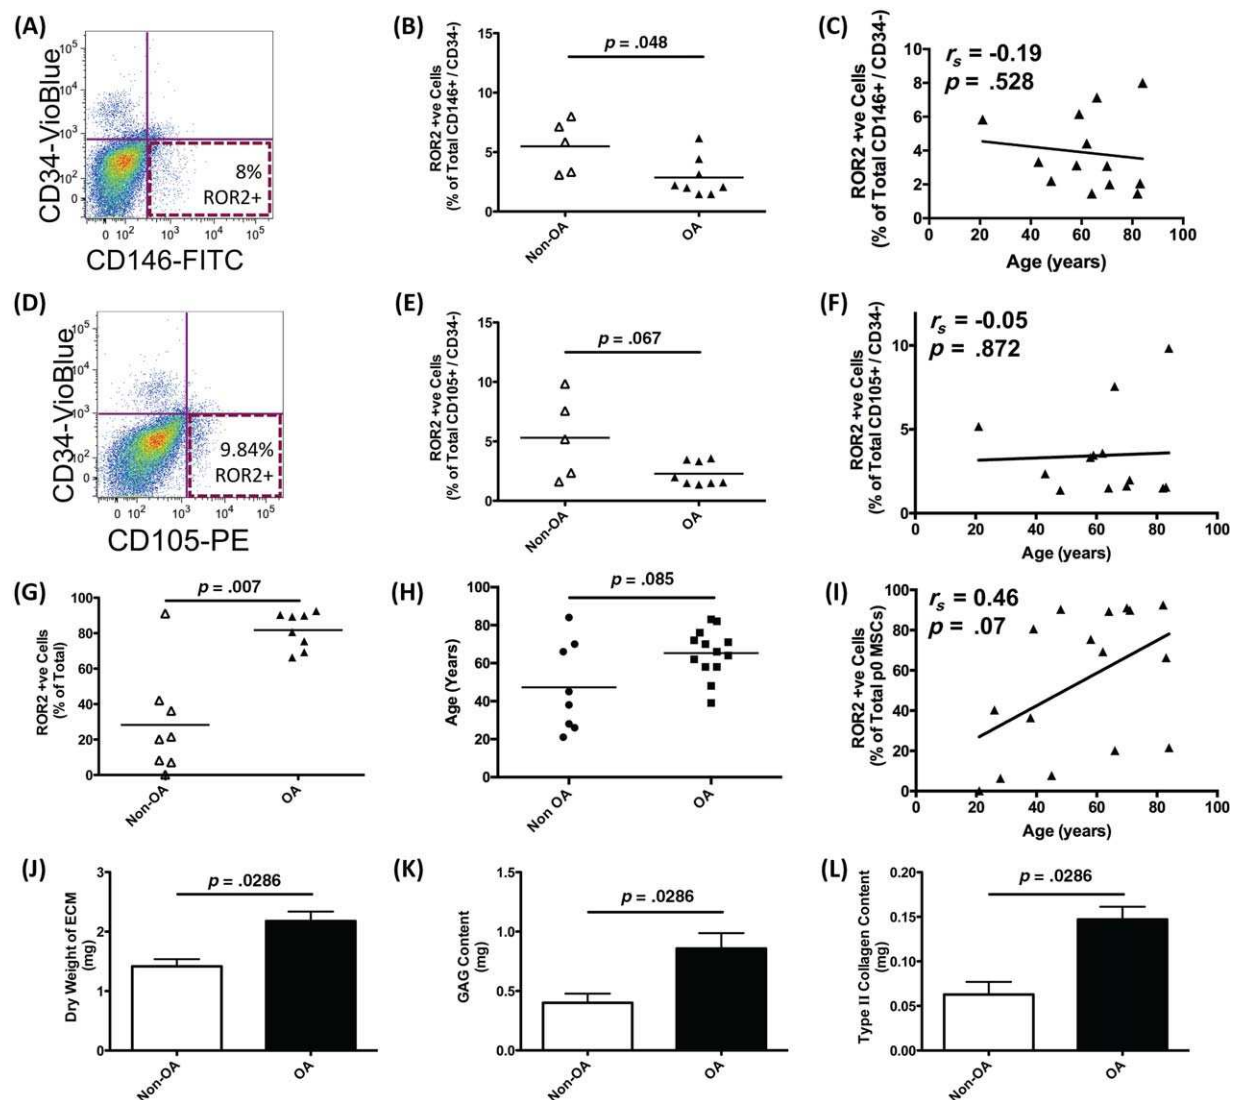 (A)
CD34-VioBlue
10⁵
10³
10²
0
8%
ROR2+
0 10² 10³ 10⁴ 10⁵
CD146-FITC
(B)
ROR2 +ve Cells
(% of Total CD146+ / CD34-)
15
10
5
0
p = .048
Non-OA
OA
(C)
ROR2 +ve Cells
(% of Total CD146+ / CD34-)
10
8
6
4
2
0
rs = -0.19
p = .528
0 20 40 60 80 100
Age (years)
(D)
CD34-VioBlue
10⁵
10⁴
10³
10²
0
9.84%
ROR2+
0 10² 10³ 10⁴ 10⁵
CD105-PE
(E)
ROR2 +ve Cells
(% of Total CD105+ / CD34-)
15
10
5
0
p = .067
Non-OA
OA
(F)
ROR2 +ve Cells
(% of Total CD105+ / CD34-)
10
5
0
rs = -0.05
p = .872
0 20 40 60 80 100
Age (years)
(G)
ROR2 +ve Cells
(% of Total)
100
80
60
40
20
0
p = .007
Non-OA
OA
(H)
Age (Years)
100
80
60
40
20
0
p = .085
Non OA
OA
(I)
ROR2 +ve Cells
(% of Total p0 MSCs)
100
80
60
40
20
0
rs = 0.46
p = .07
0 20 40 60 80 100
Age (years)
(J)
Dry Weight of ECM
(mg)
3
2
1
0
p = .0286
Non-OA
OA
(K)
GAG Content
(mg)
1.5
1.0
0.5
0.0
p = .0286
Non-OA
OA
(L)
Type II Collagen Content
(mg)
0.20
0.15
0.10
0.05
0.00
p = .0286
Non-OA
OA